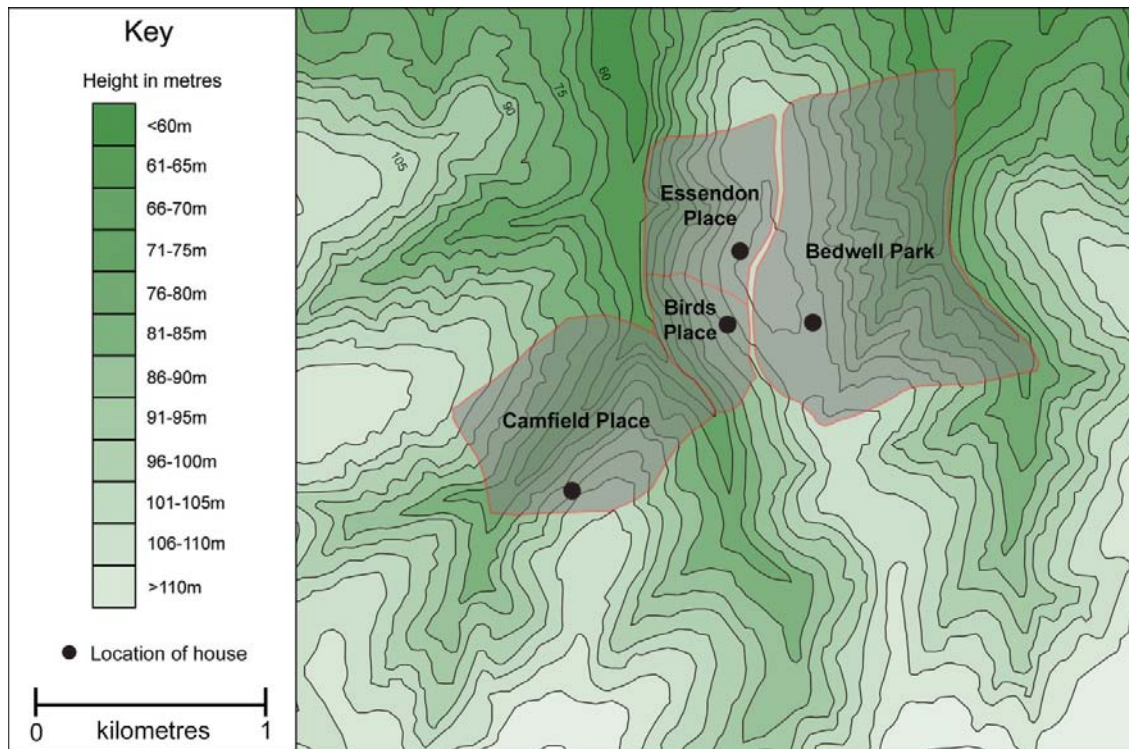 Key
Height in metres
<60m
61-65m
66-70m
71-75m
76-80m
81-85m
86-90m
91-95m
96-100m
101-105m
106-110m
>110m
Location of house
0
1
kilometres
60
75
90
105
Essendon
Place
Bedwell Park
Birds
Place
Camfield Place